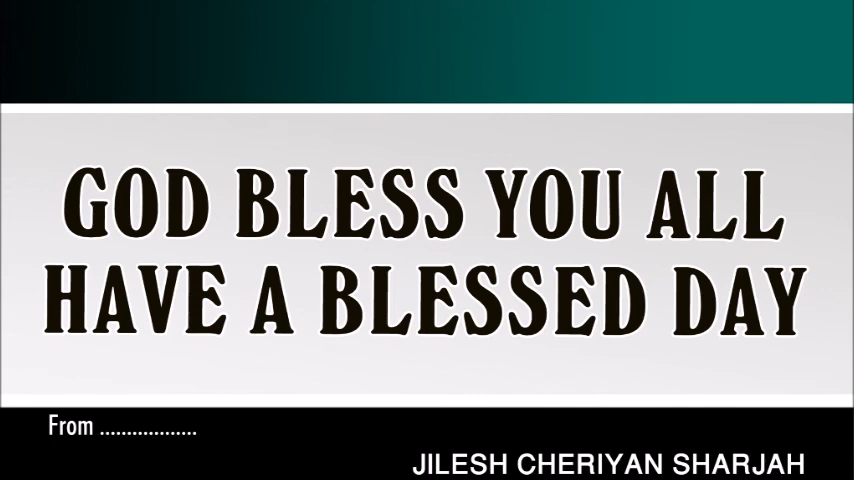 GOD BLESS YOU ALL
HAVE A BLESSED DAY
From ..................
JILESH CHERIYAN SHARJAH